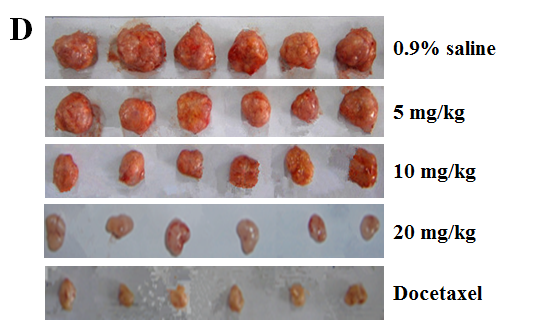 D
0.9% saline
5 mg/kg
10 mg/kg
20 mg/kg
Docetaxel